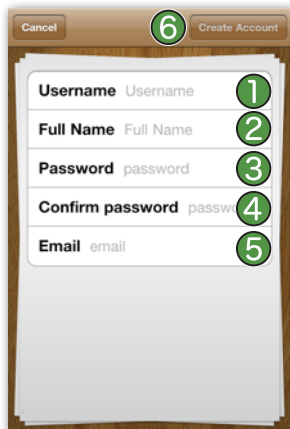 Cancel 6 Create Account
Username Username 1
Full Name Full Name 2
Password password 3
Confirm password passwo 4
Email email 5